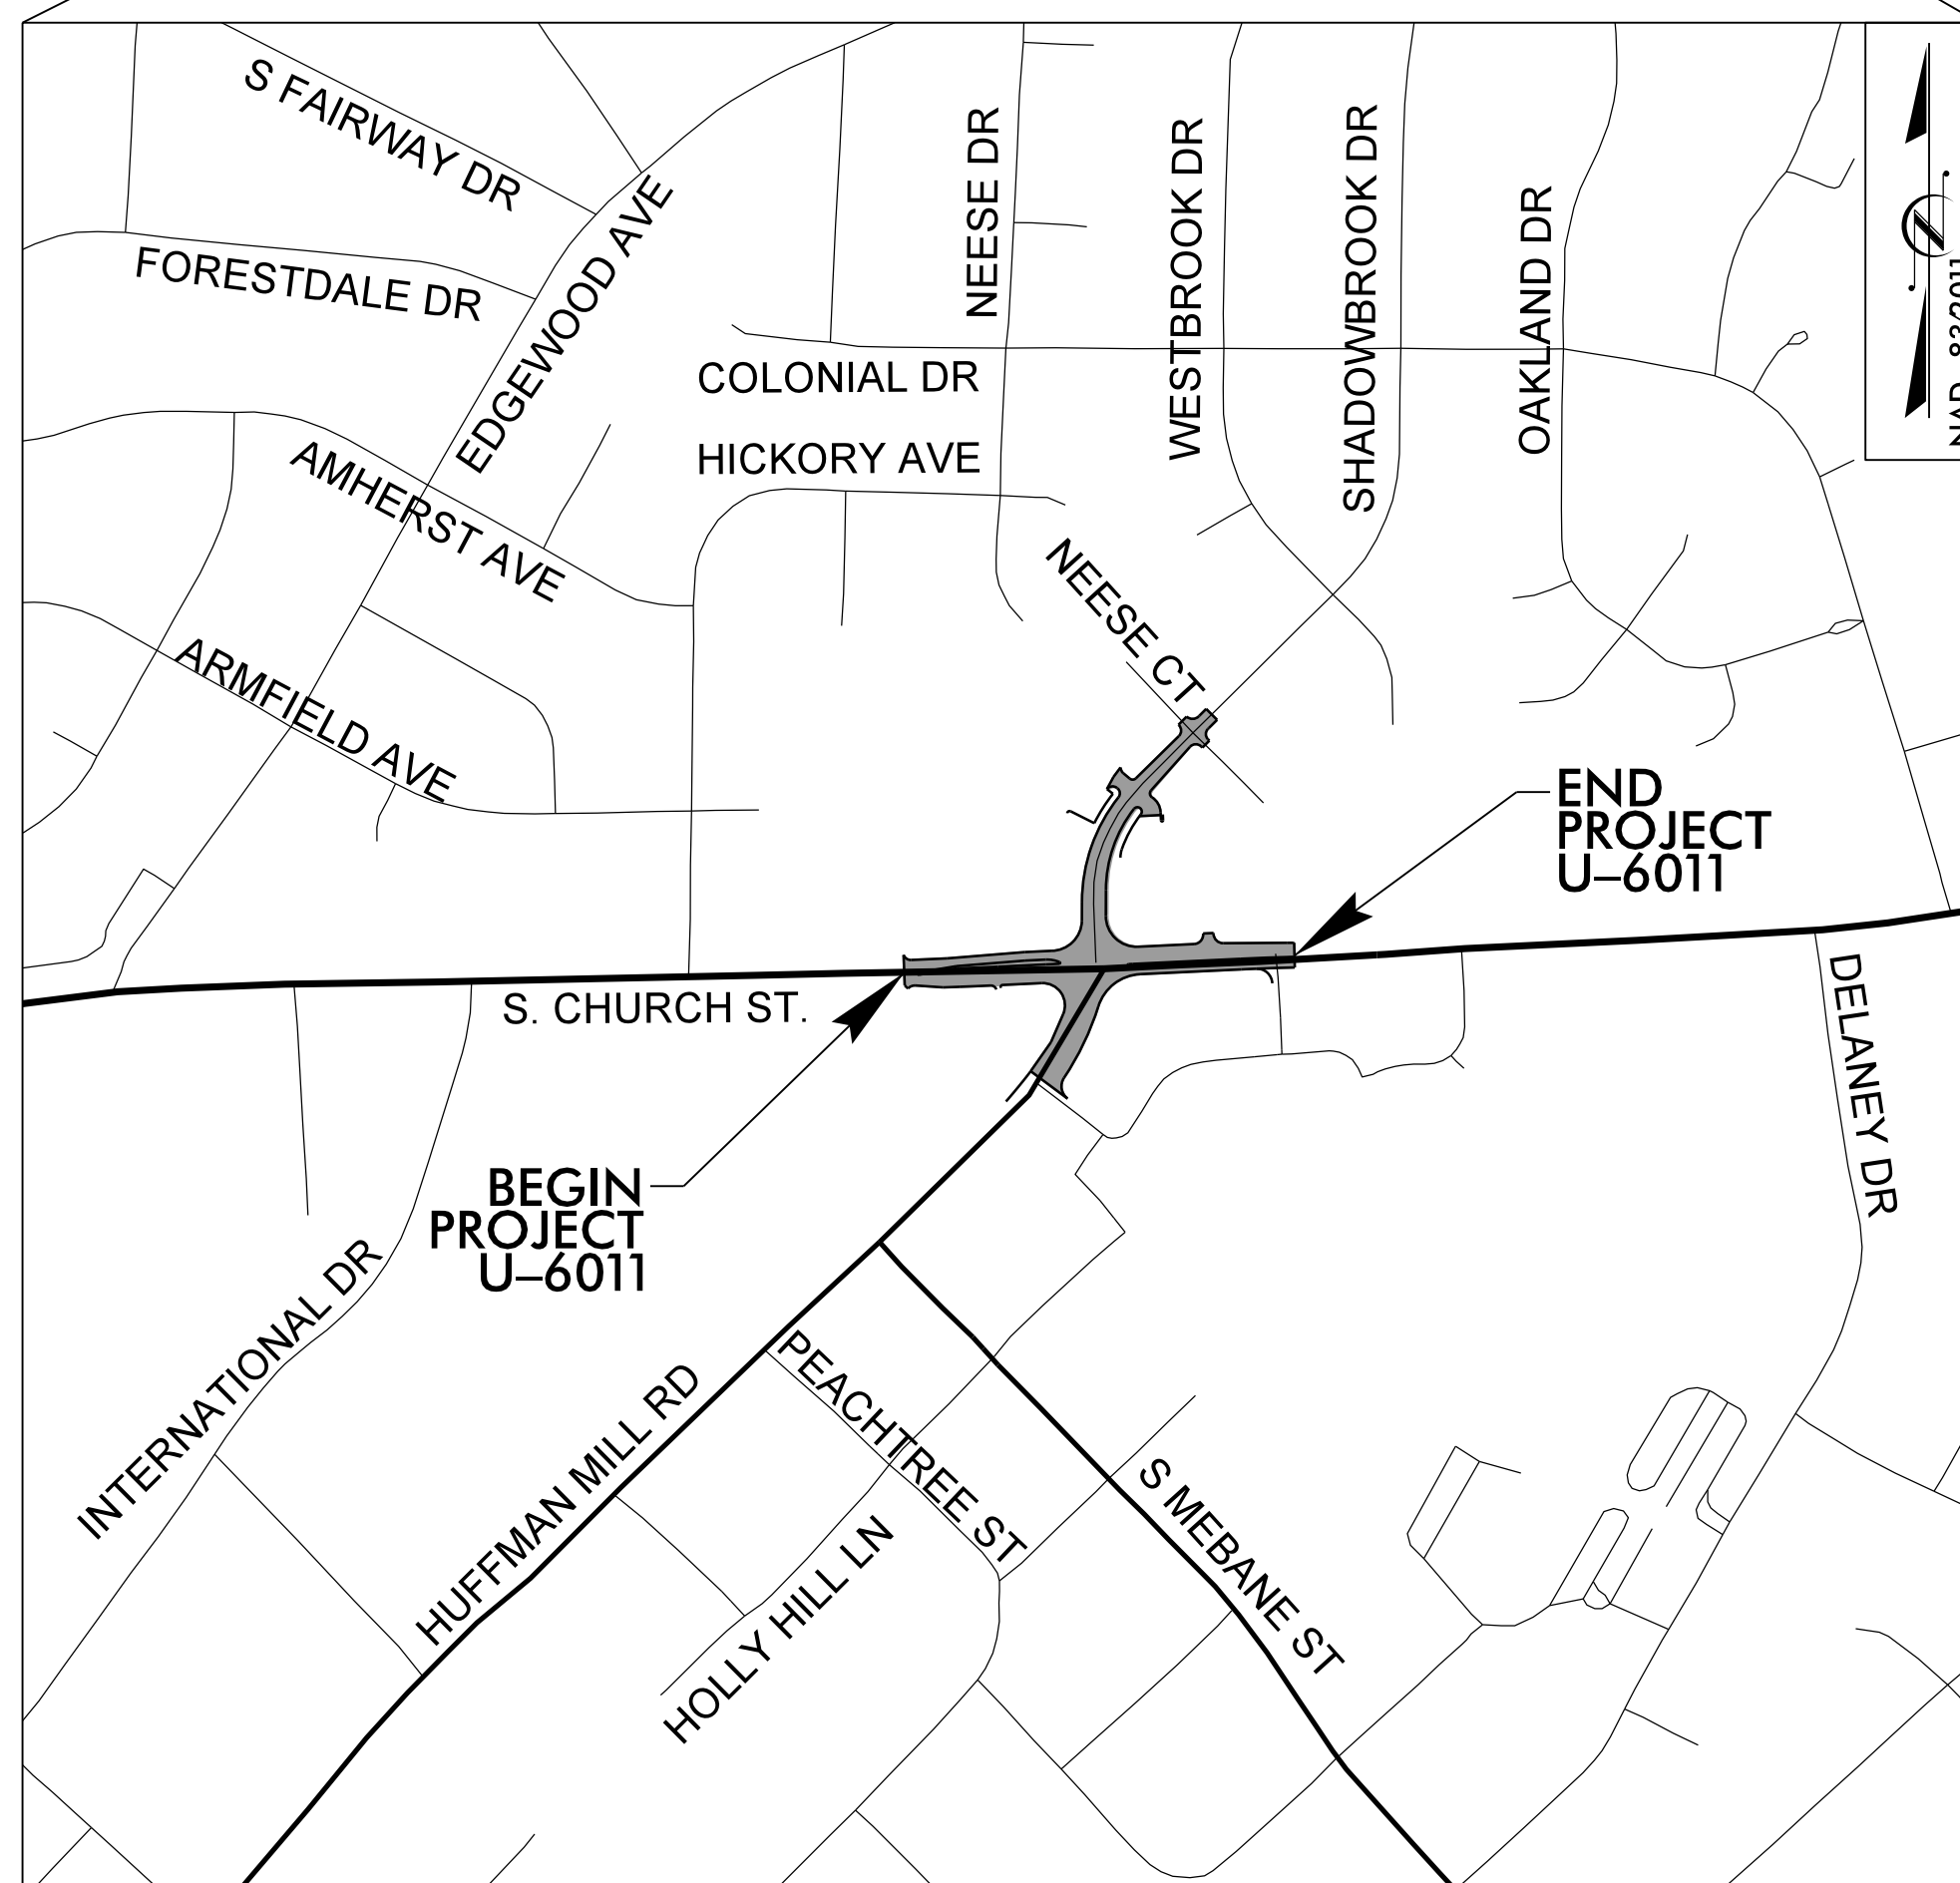 S FAIRWAY DR
FORESTDALE DR
EDGEWOOD AVE
NEESE DR
WESTBROOK DR
SHADOWBROOK DR
OAKLAND DR
COLONIAL DR
HICKORY AVE
AMHERST AVE
NEESE CT
ARMFIELD AVE
END
PROJECT
U–6011
S. CHURCH ST.
DELANEY DR
BEGIN
PROJECT
U–6011
INTERNATIONAL DR
HUFFMAN MILL RD
PEACHTREE ST
HOLLY HILL LN
S MEBANE ST